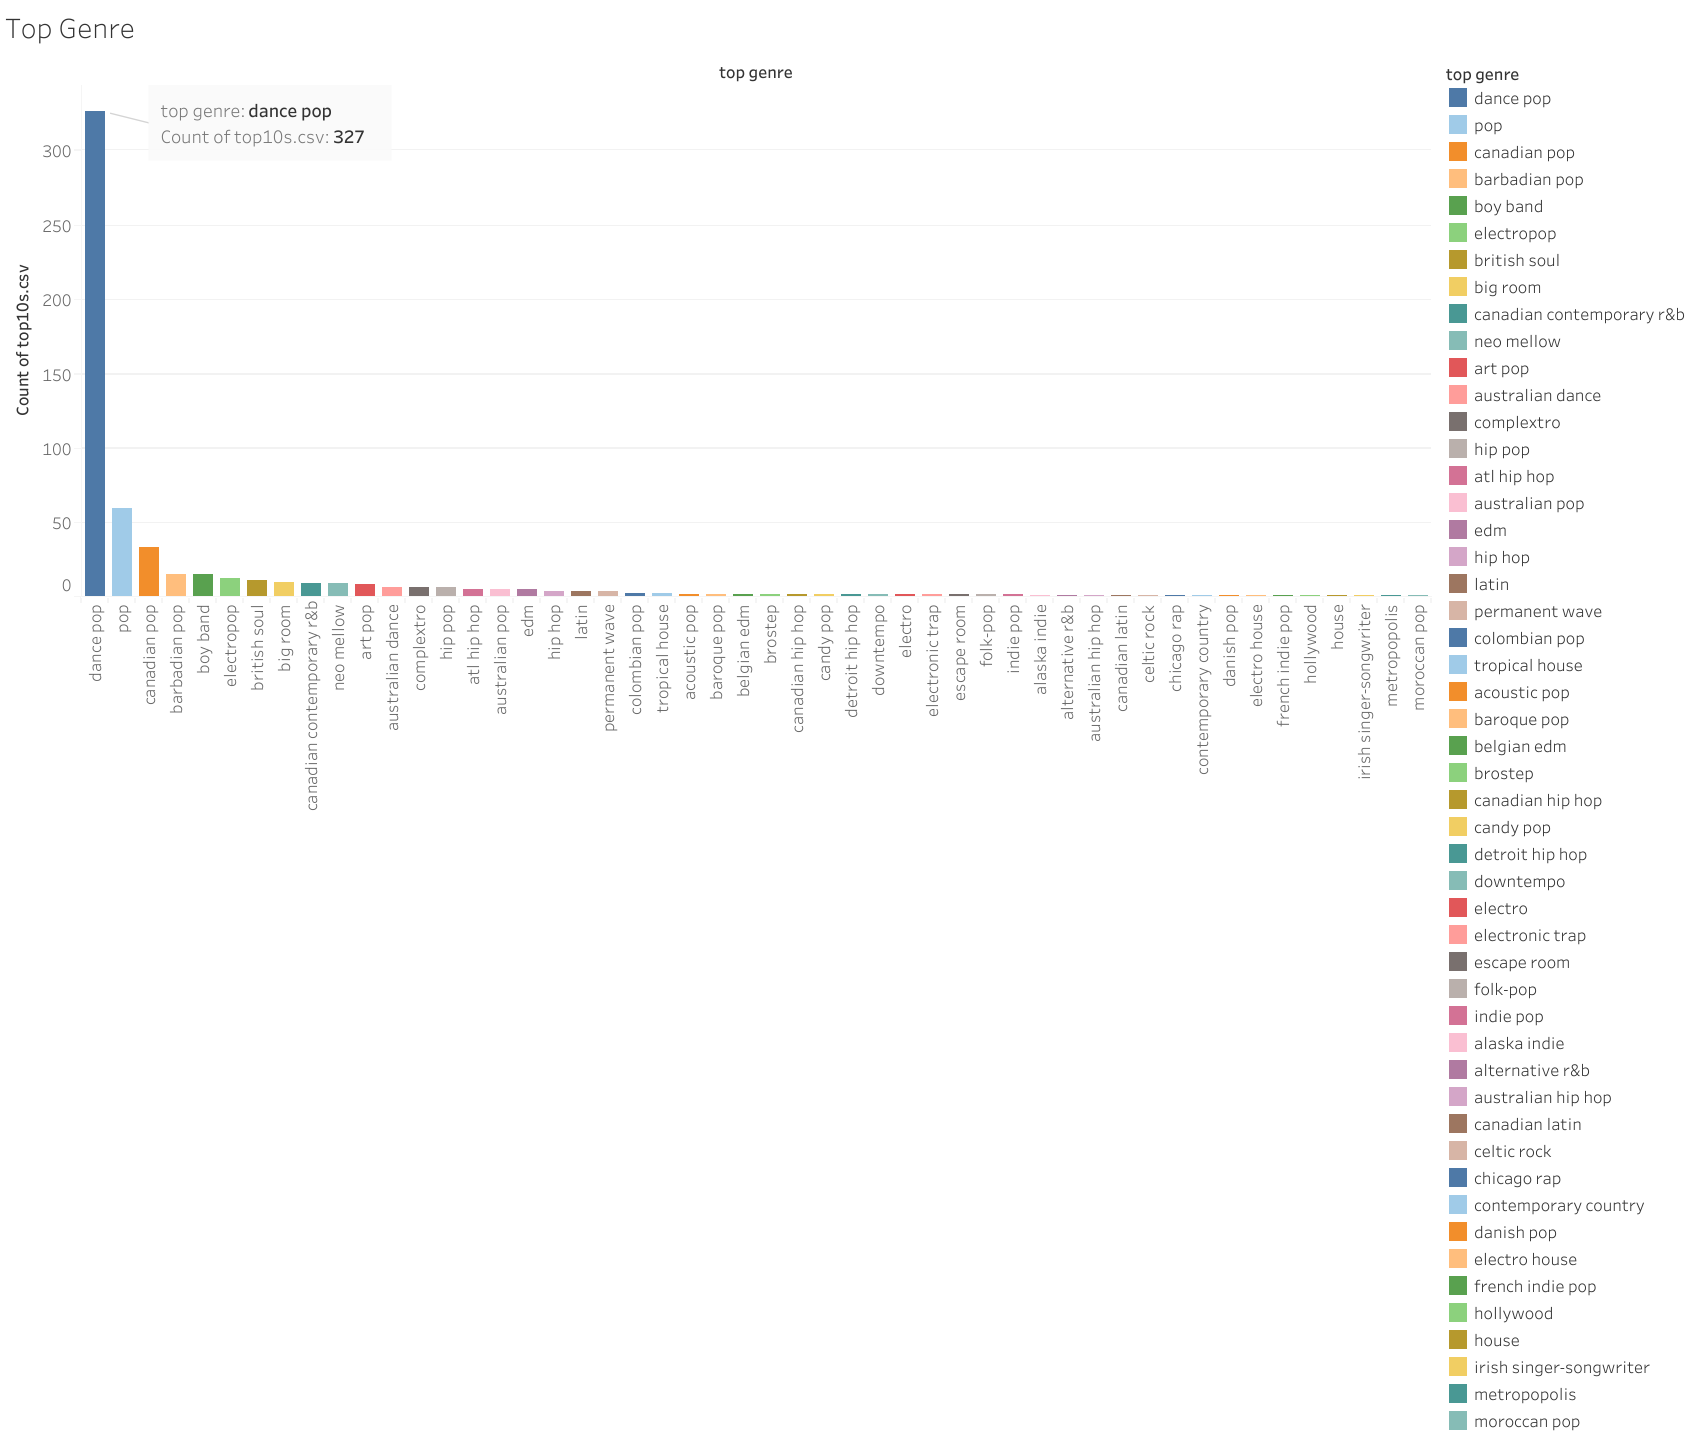 Top Genre
top genre
top genre: dance pop
Count of top10s.csv: 327
Count of top10s.csv
300
250
200
150
100
50
0
dance pop
pop
canadian pop
barbadian pop
boy band
electropop
british soul
big room
canadian contemporary r&b
neo mellow
art pop
australian dance
complextro
hip pop
atl hip hop
australian pop
edm
hip hop
latin
permanent wave
colombian pop
tropical house
acoustic pop
baroque pop
belgian edm
brostep
canadian hip hop
candy pop
detroit hip hop
downtempo
electro
electronic trap
escape room
folk-pop
indie pop
alaska indie
alternative r&b
australian hip hop
canadian latin
celtic rock
chicago rap
contemporary country
danish pop
electro house
french indie pop
hollywood
house
irish singer-songwriter
metropopolis
moroccan pop
top genre
dance pop
pop
canadian pop
barbadian pop
boy band
electropop
british soul
big room
canadian contemporary r&b
neo mellow
art pop
australian dance
complextro
hip pop
atl hip hop
australian pop
edm
hip hop
latin
permanent wave
colombian pop
tropical house
acoustic pop
baroque pop
belgian edm
brostep
canadian hip hop
candy pop
detroit hip hop
downtempo
electro
electronic trap
escape room
folk-pop
indie pop
alaska indie
alternative r&b
australian hip hop
canadian latin
celtic rock
chicago rap
contemporary country
danish pop
electro house
french indie pop
hollywood
house
irish singer-songwriter
metropopolis
moroccan pop